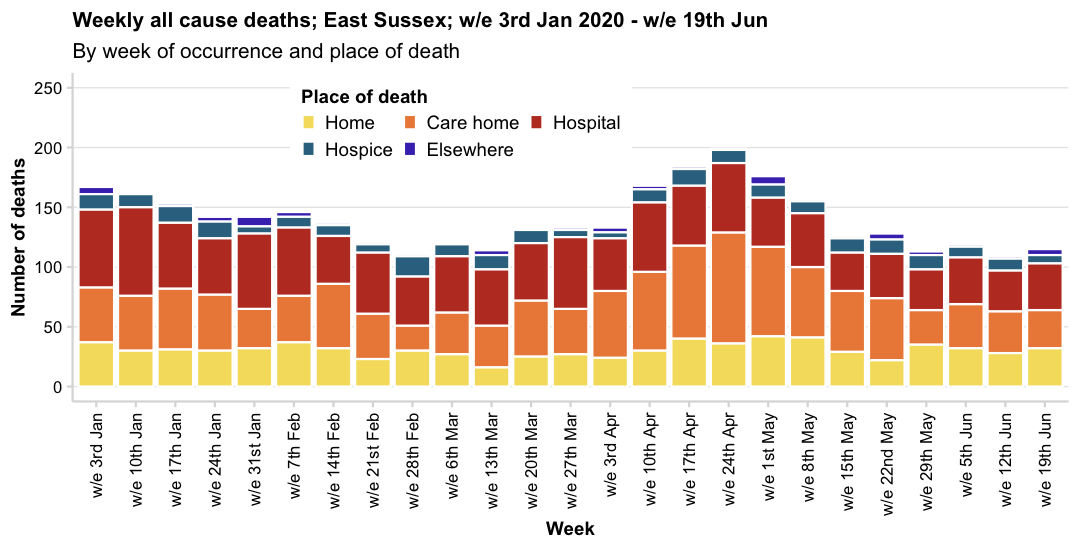 Weekly all cause deaths; East Sussex; w/e 3rd Jan 2020 - w/e 19th Jun
By week of occurrence and place of death
Number of deaths
250
200
150
100
50
0
Place of death
Home Care home Hospital
Hospice Elsewhere
w/e 3rd Jan
w/e 10th Jan
w/e 17th Jan
w/e 24th Jan
w/e 31st Jan
w/e 7th Feb
w/e 14th Feb
w/e 21st Feb
w/e 28th Feb
w/e 6th Mar
w/e 13th Mar
w/e 20th Mar
w/e 27th Mar
w/e 3rd Apr
w/e 10th Apr
w/e 17th Apr
w/e 24th Apr
w/e 1st May
w/e 8th May
w/e 15th May
w/e 22nd May
w/e 29th May
w/e 5th Jun
w/e 12th Jun
w/e 19th Jun
Week